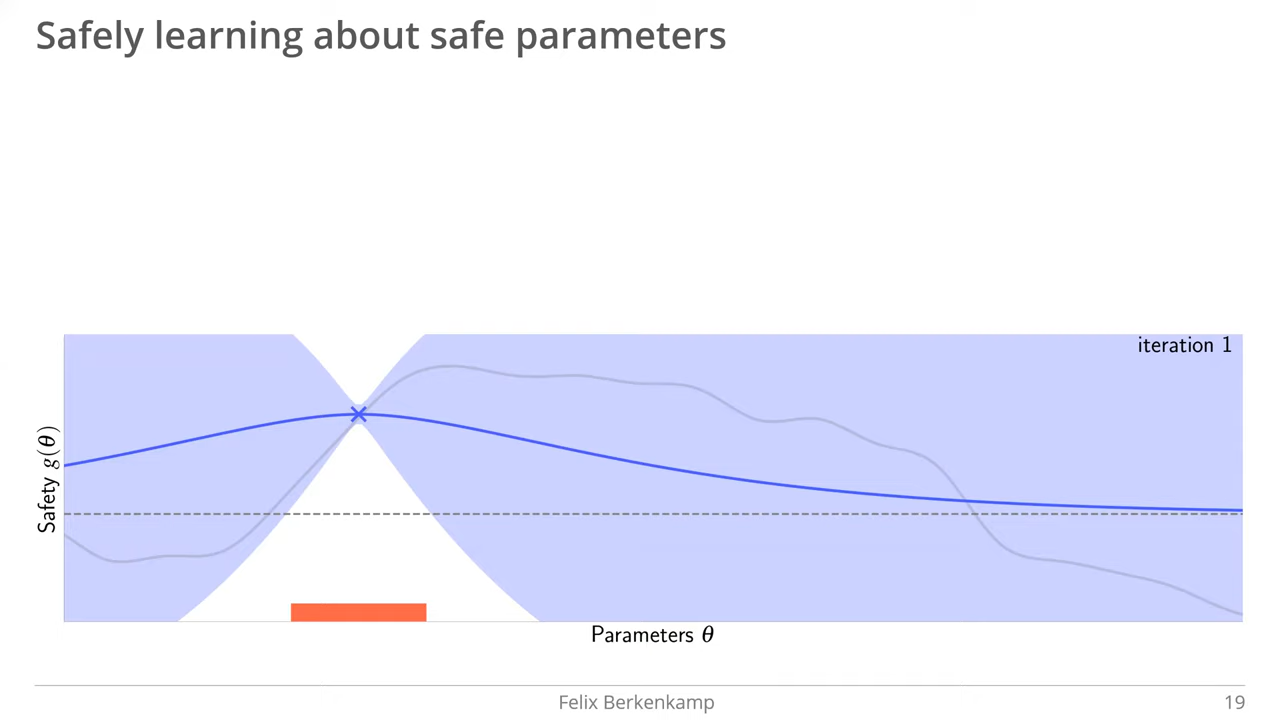 Safely learning about safe parameters
iteration 1
Safety g(θ)
Parameters θ
Felix Berkenkamp
19